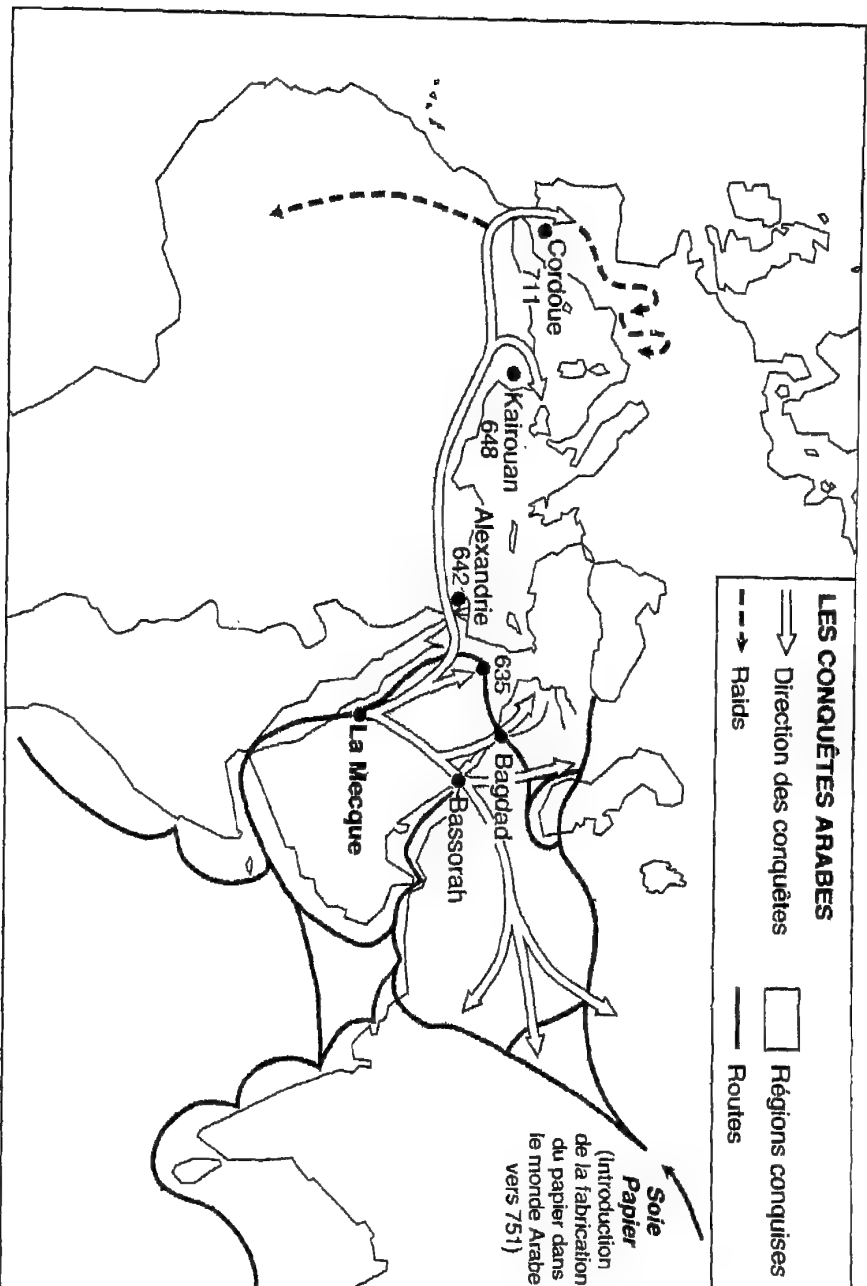 LES CONQUÊTES ARABES
Direction des conquêtes
Régions conquises
Raids
Routes
Cordoue
711
Kairouan
648
Alexandrie
642
635
Bagdad
Bassorah
La Mecque
Soie
Papier
(Introduction
de la fabrication
du papier dans
le monde Arabe
vers 751)